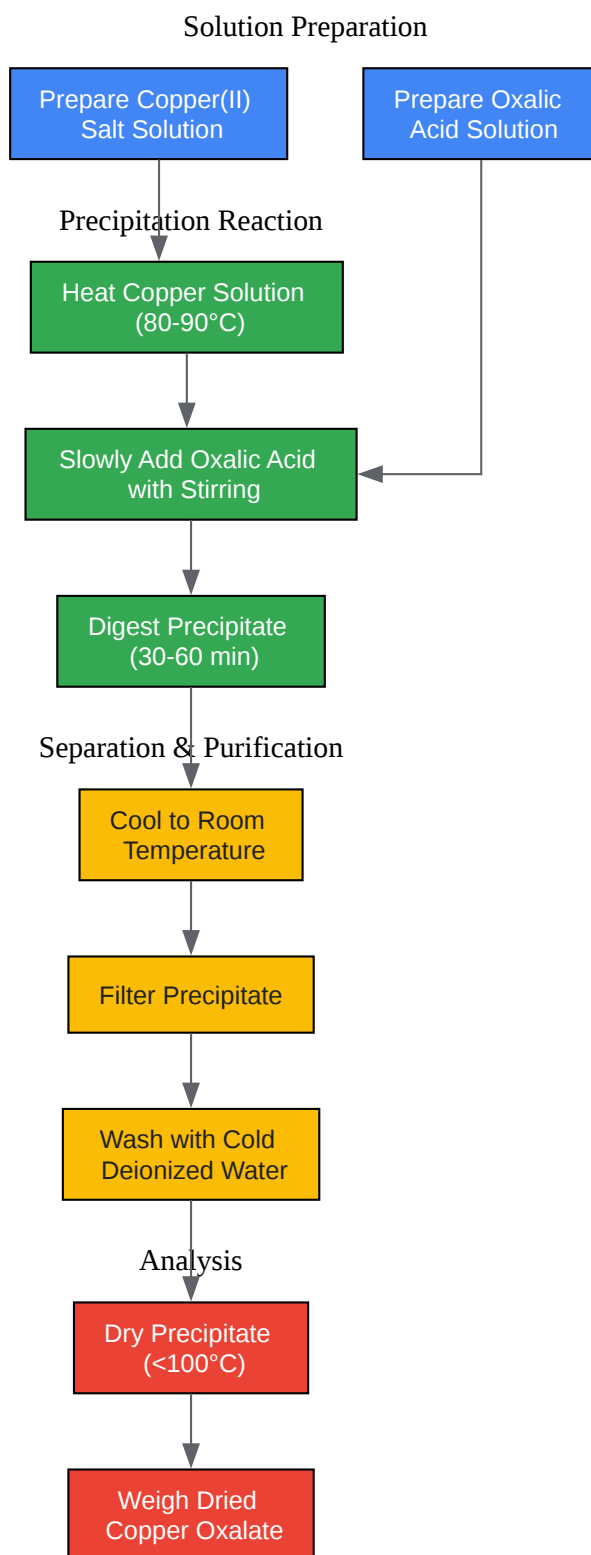 Solution Preparation
Prepare Copper(II)
Salt Solution
Prepare Oxalic
Acid Solution
Precipitation Reaction
Heat Copper Solution
(80-90°C)
Slowly Add Oxalic Acid
with Stirring
Digest Precipitate
(30-60 min)
Separation & Purification
Cool to Room
Temperature
Filter Precipitate
Wash with Cold
Deionized Water
Analysis
Dry Precipitate
(<100°C)
Weigh Dried
Copper Oxalate